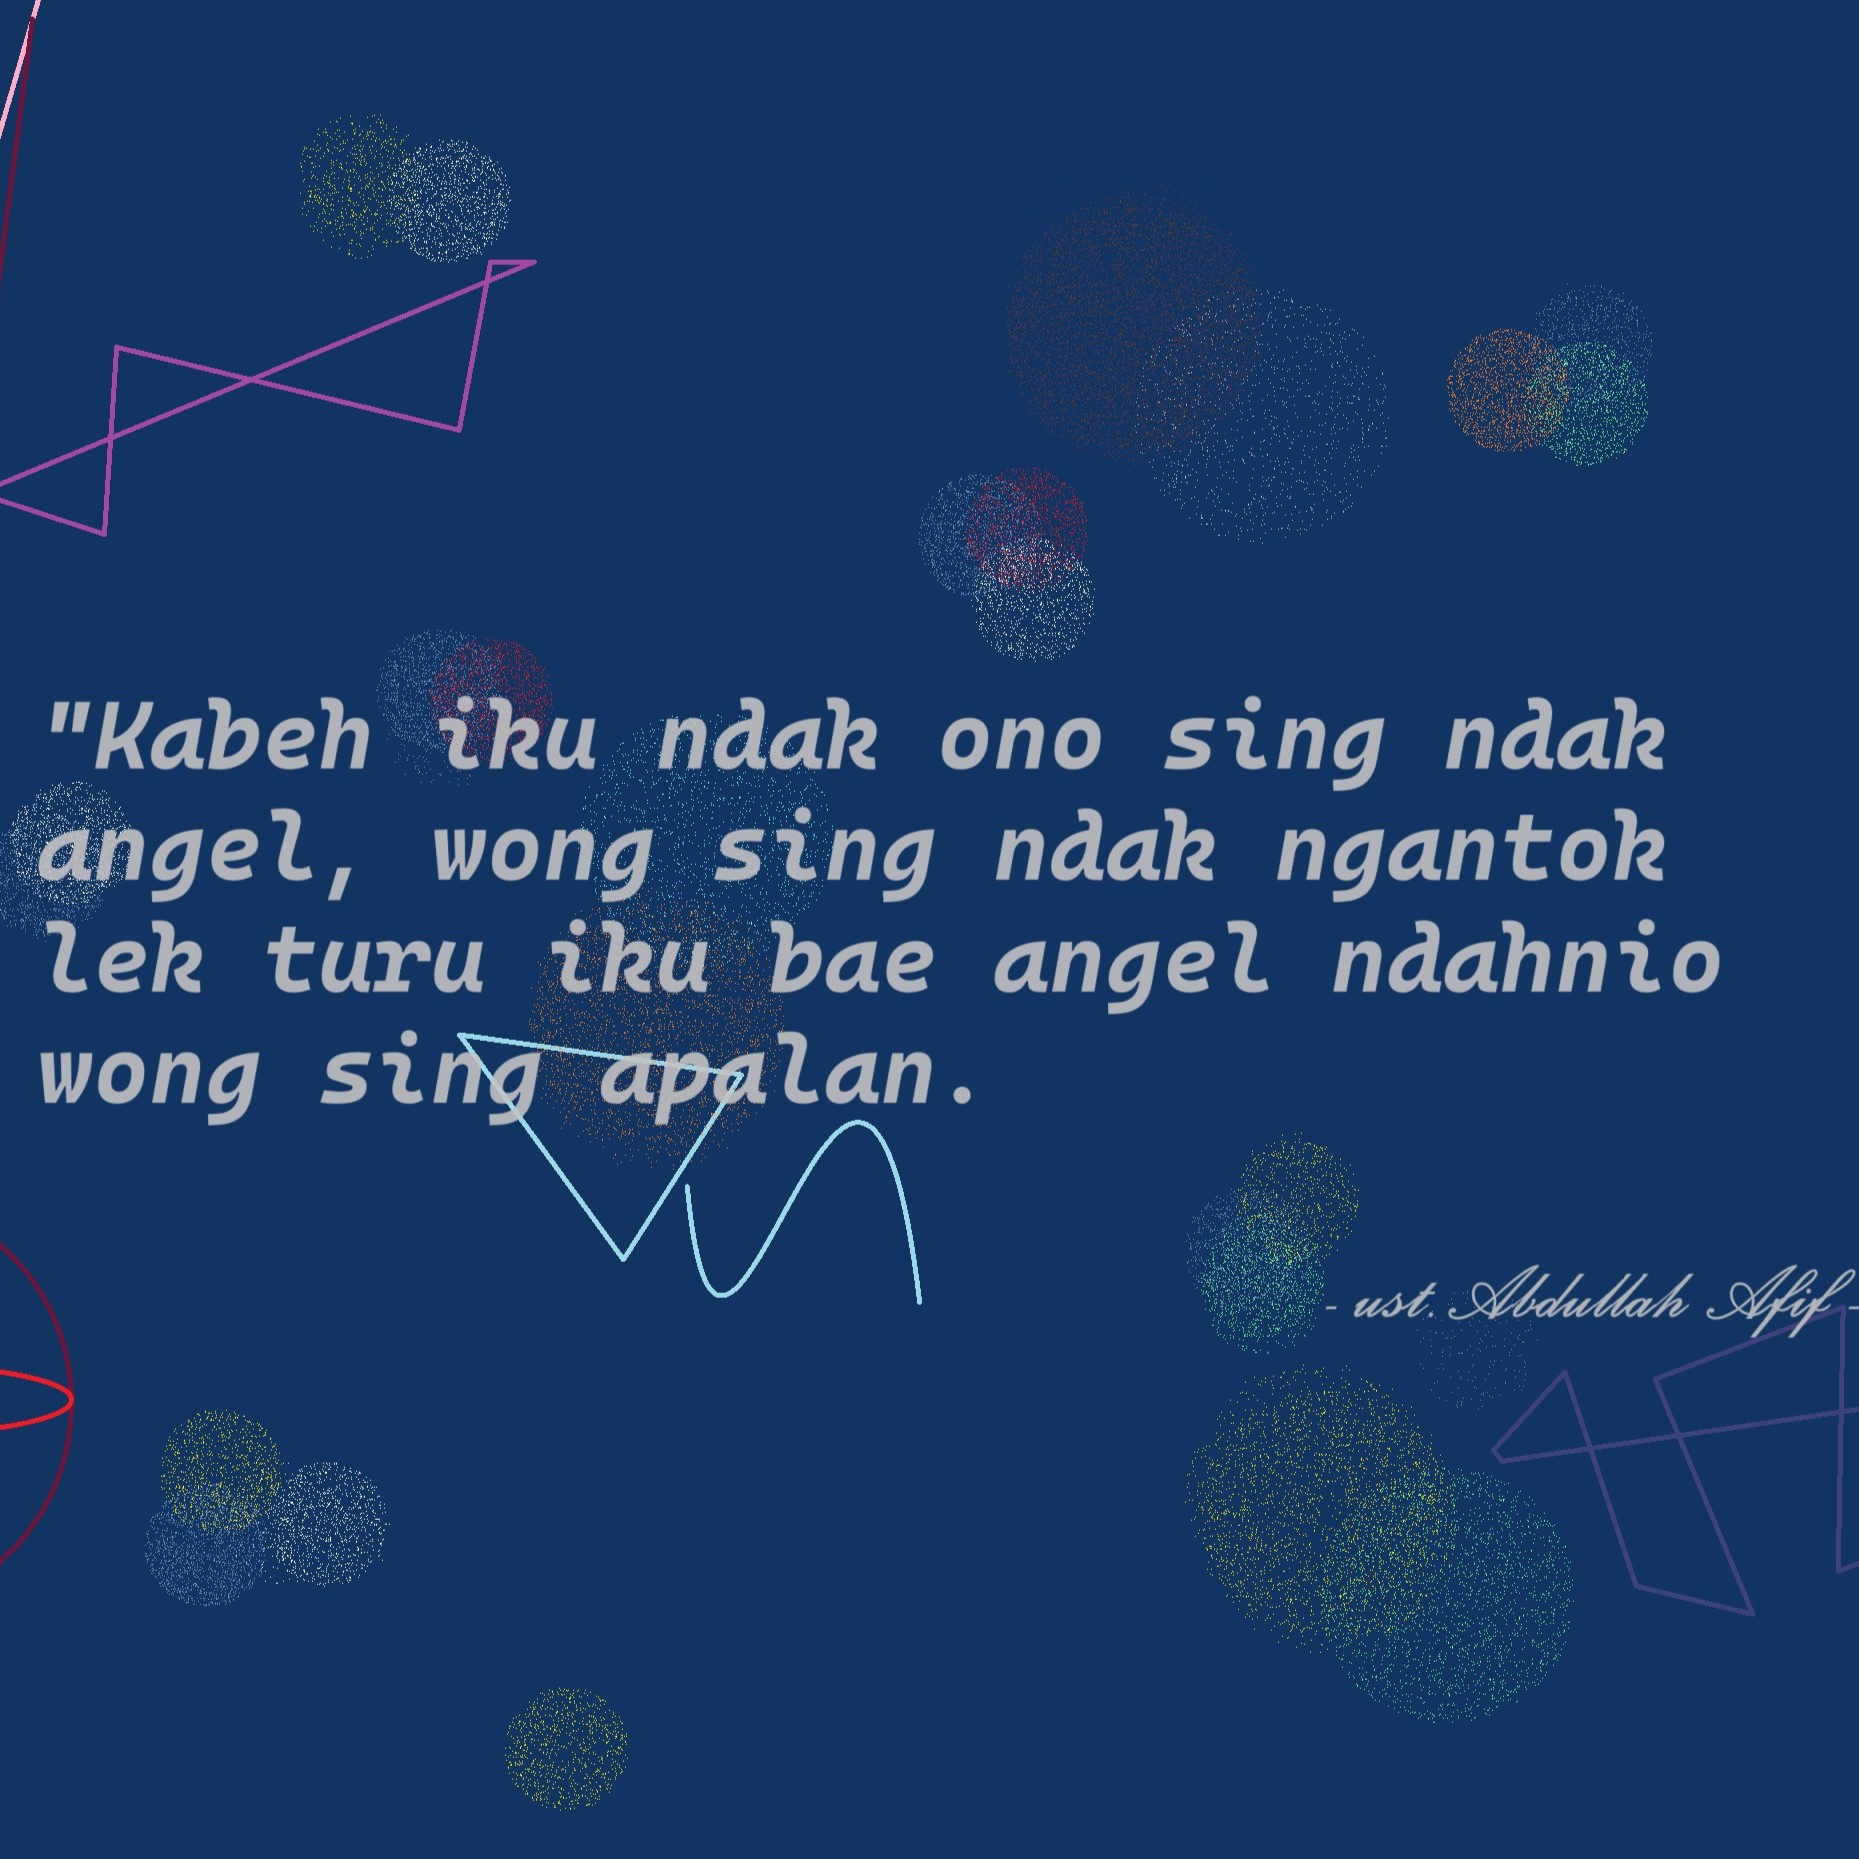 "Kabeh iku ndak ono sing ndak
angel, wong sing ndak ngantok
lek turu iku bae angel ndahnio
wong sing apalan.
- ust. Abdullah Afif -